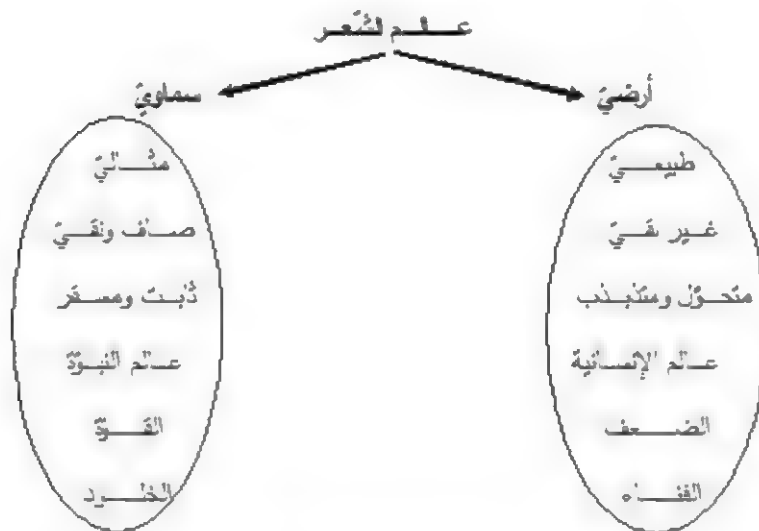 عالم الشّعر
أرضيّ
سماويّ
طبيعيّ
غير نقيّ
متحوّل ومتذبذب
عالم الإنسانية
الضعف
الفناء
مثاليّ
صاف ونقيّ
ثابت ومستقر
عالم النبوّة
القوّة
الخلود